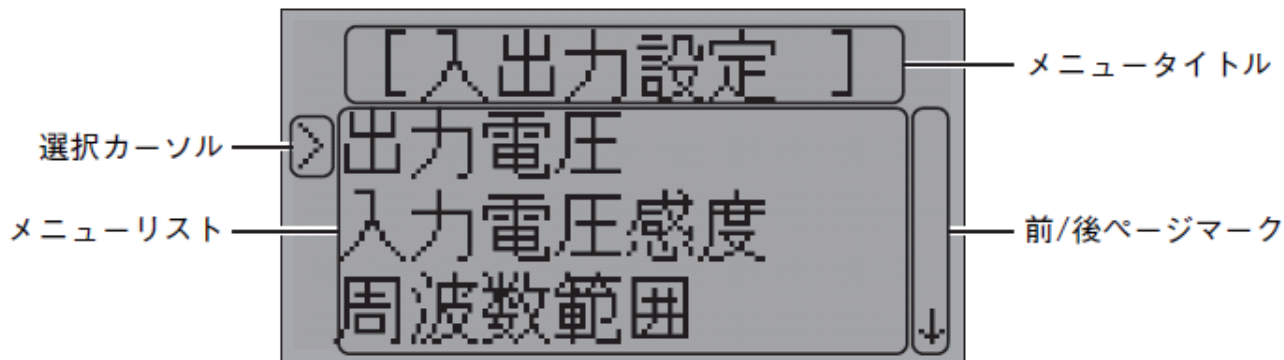 [入出力設定 ]
メニュータイトル
選択カーソル
>出力電圧
メニューリスト
入力電圧感度
前/後ページマーク
周波数範囲
↓